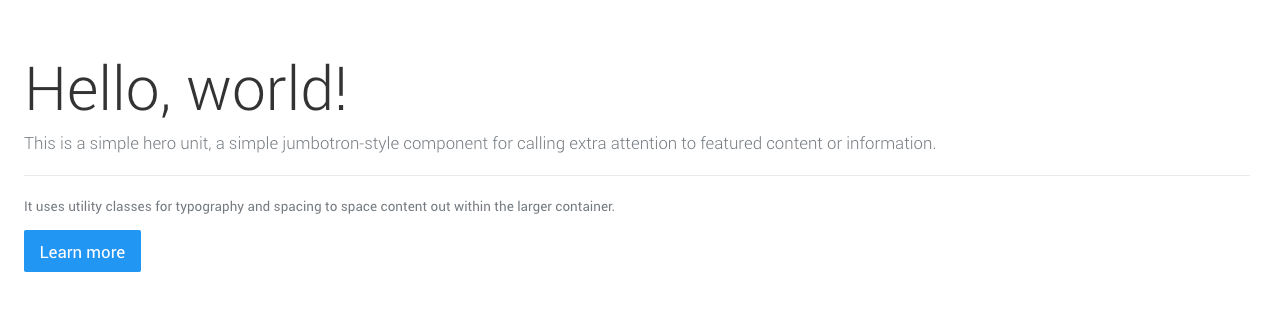 Hello, world!
This is a simple hero unit, a simple jumbotron-style component for calling extra attention to featured content or information.
It uses utility classes for typography and spacing to space content out within the larger container.
Learn more